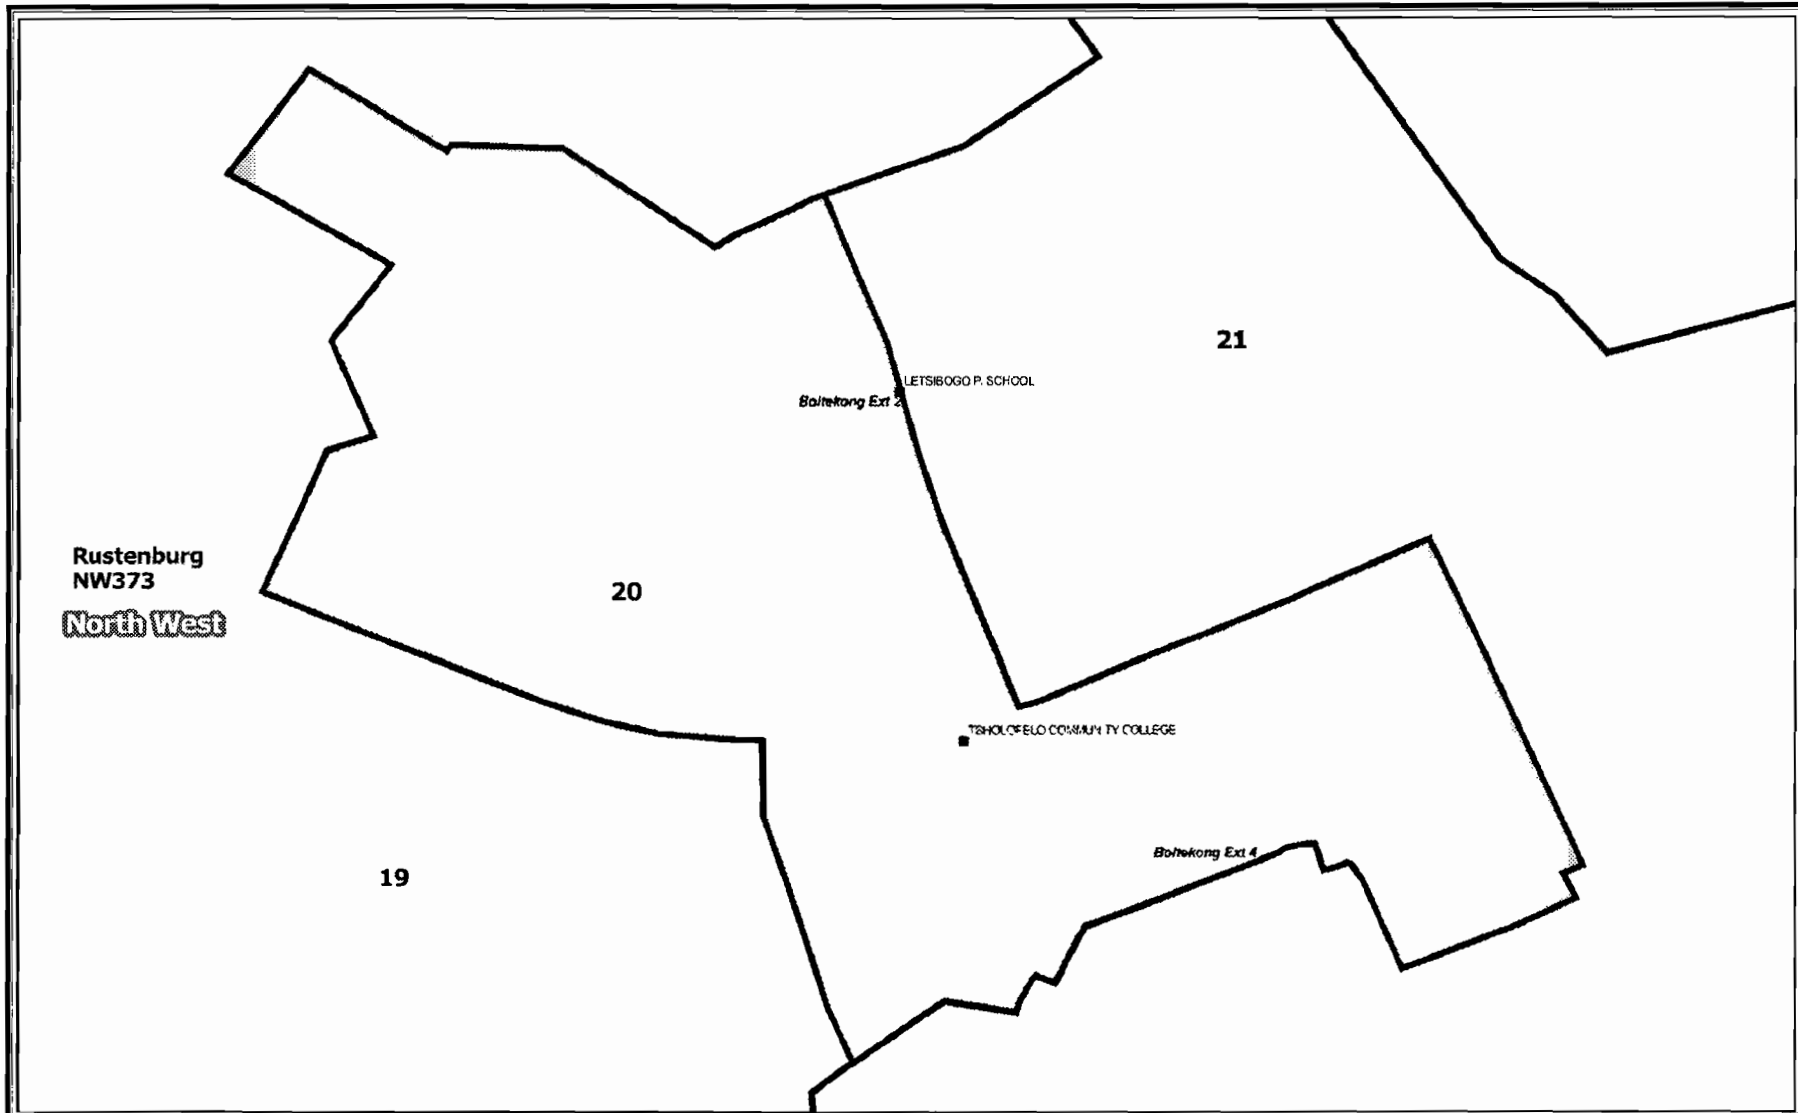 21
LETSIBOGO P. SCHOOL
Boitekong Ext 2
Rustenburg
NW373
North West
20
TSHOLOFELO COMMUNITY COLLEGE
Boitekong Ext 4
19